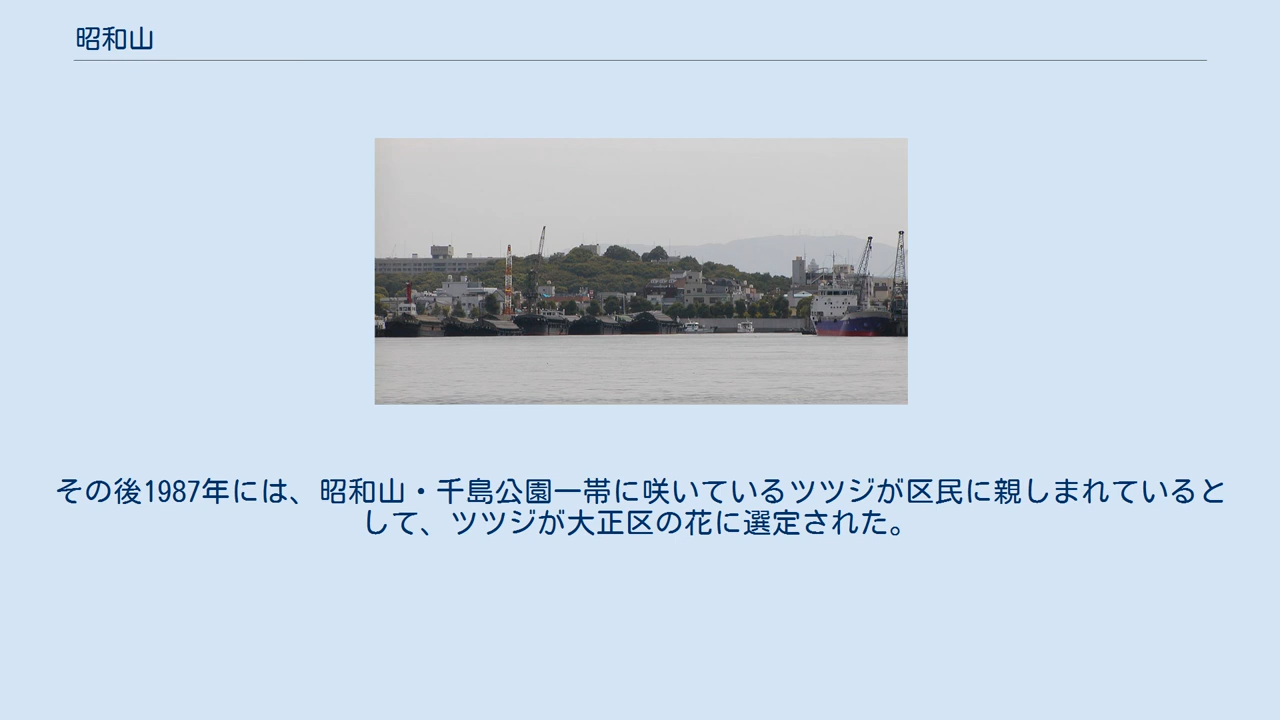 昭和山
その後1987年には、昭和山・千島公園一帯に咲いているツツジが区民に親しまれていると
して、ツツジが大正区の花に選定された。